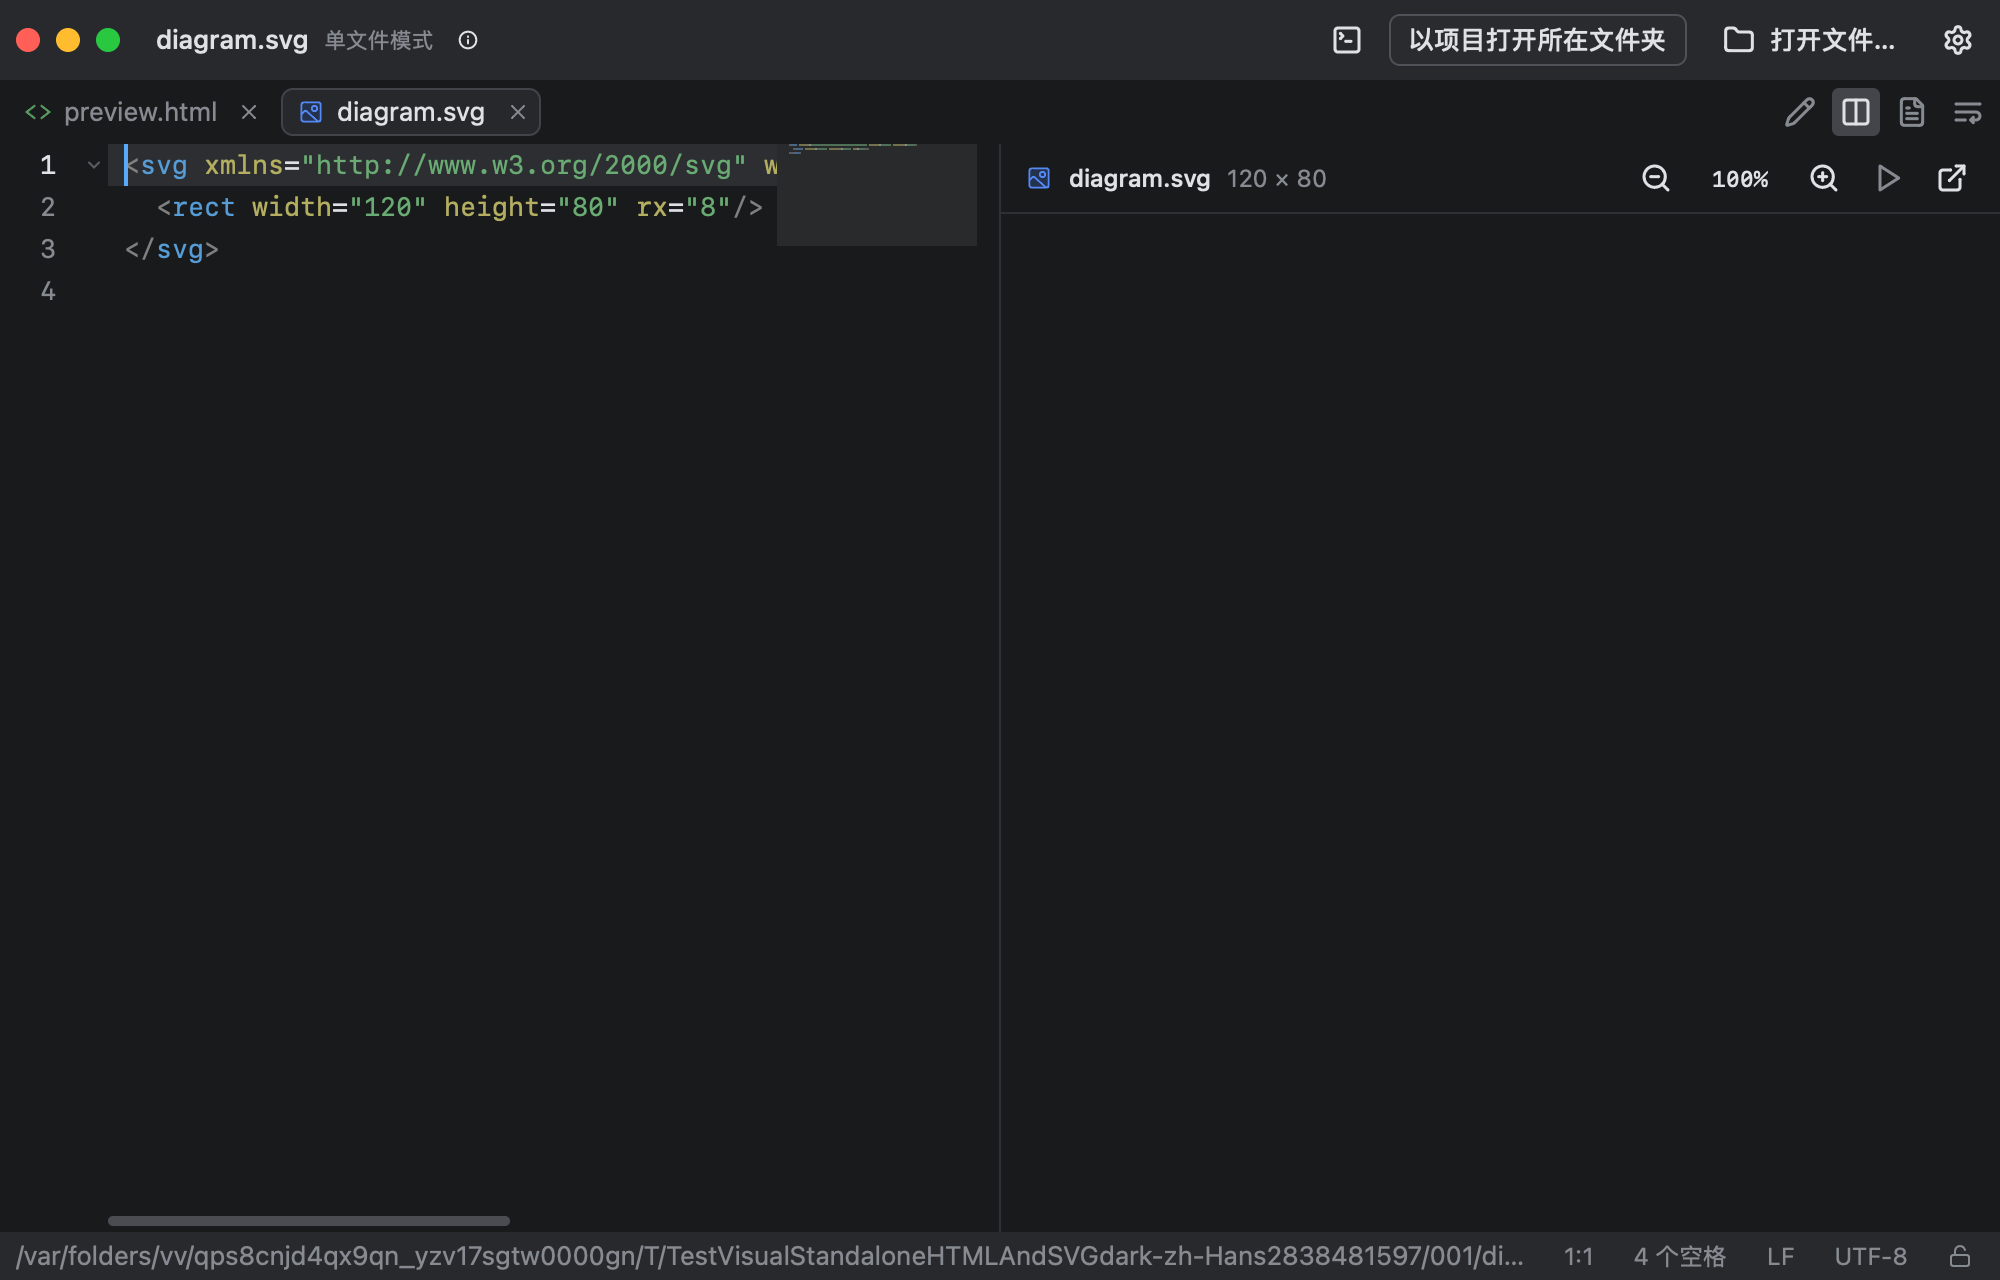 diagram.svg 单文件模式
以项目打开所在文件夹
打开文件...
preview.html
diagram.svg
1 <svg xmlns="http://www.w3.org/2000/svg" w
2 <rect width="120" height="80" rx="8"/>
3 </svg>
4
diagram.svg 120 × 80
100%
/var/folders/vv/qps8cnjd4qx9qn_yzv17sgtw0000gn/T/TestVisualStandaloneHTMLAndSVGdark-zh-Hans2838481597/001/di...
1:1
4 个空格
LF
UTF-8